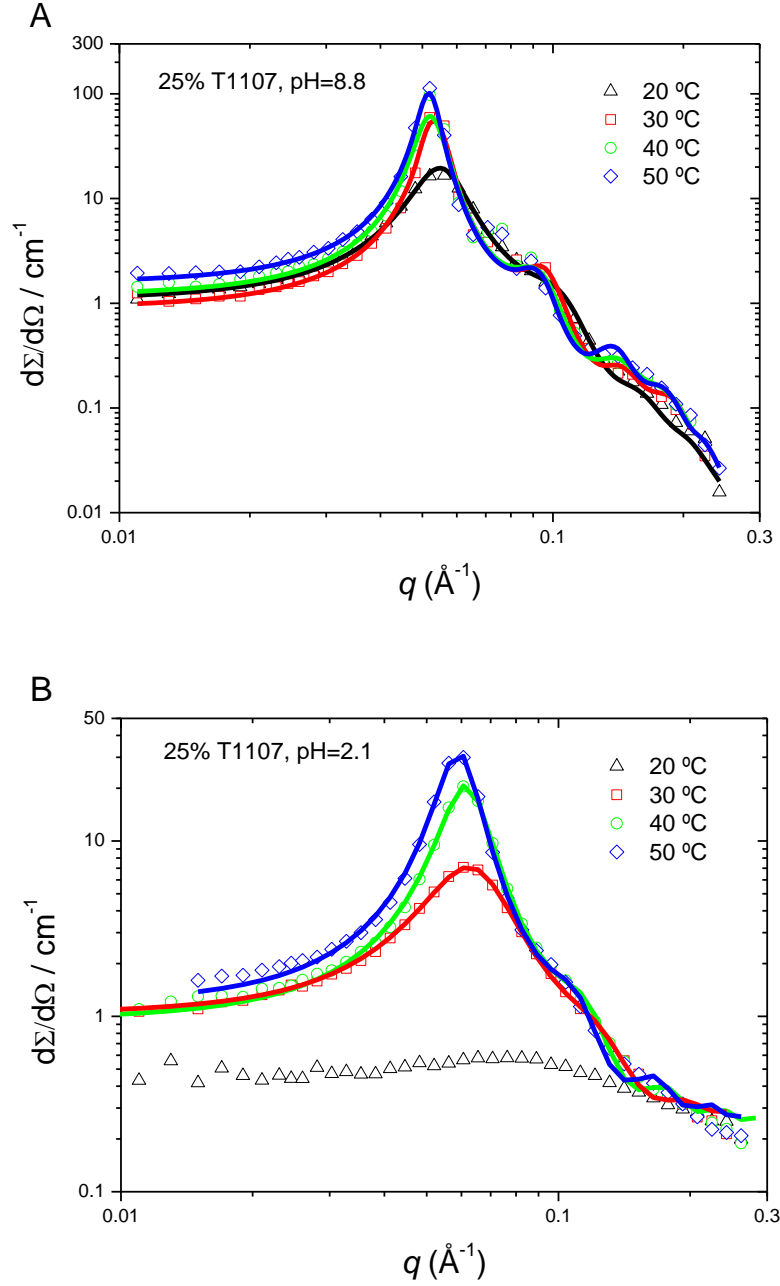 A
300
25% T1107, pH=8.8
20 ºC
30 ºC
40 ºC
50 ºC
100
10
1
0.1
0.01
dΣ/dΩ / cm⁻¹
0.01
0.1
0.3
q (Å⁻¹)
B
50
25% T1107, pH=2.1
20 ºC
30 ºC
40 ºC
50 ºC
10
1
0.1
dΣ/dΩ / cm⁻¹
0.01
0.1
0.3
q (Å⁻¹)